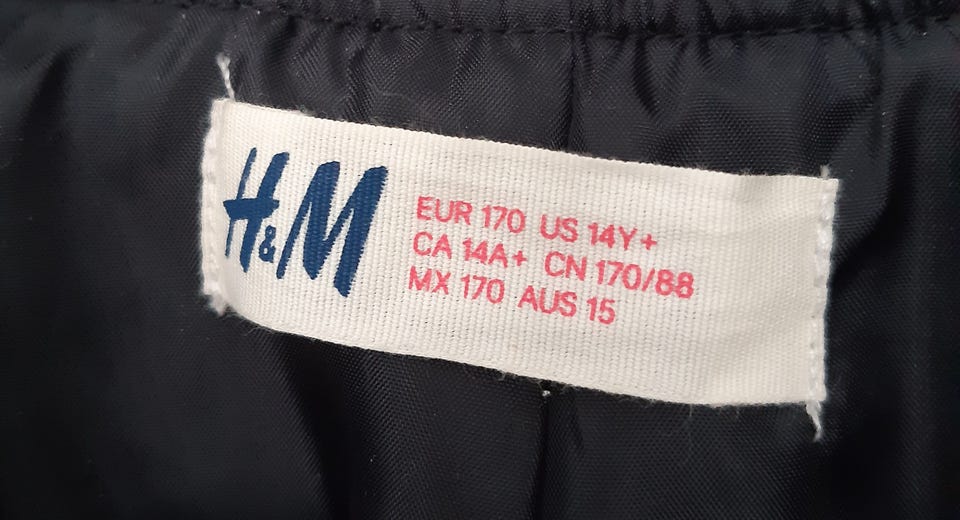 H&M
EUR 170 US 14Y+
CA 14A+ CN 170/88
MX 170 AUS 15